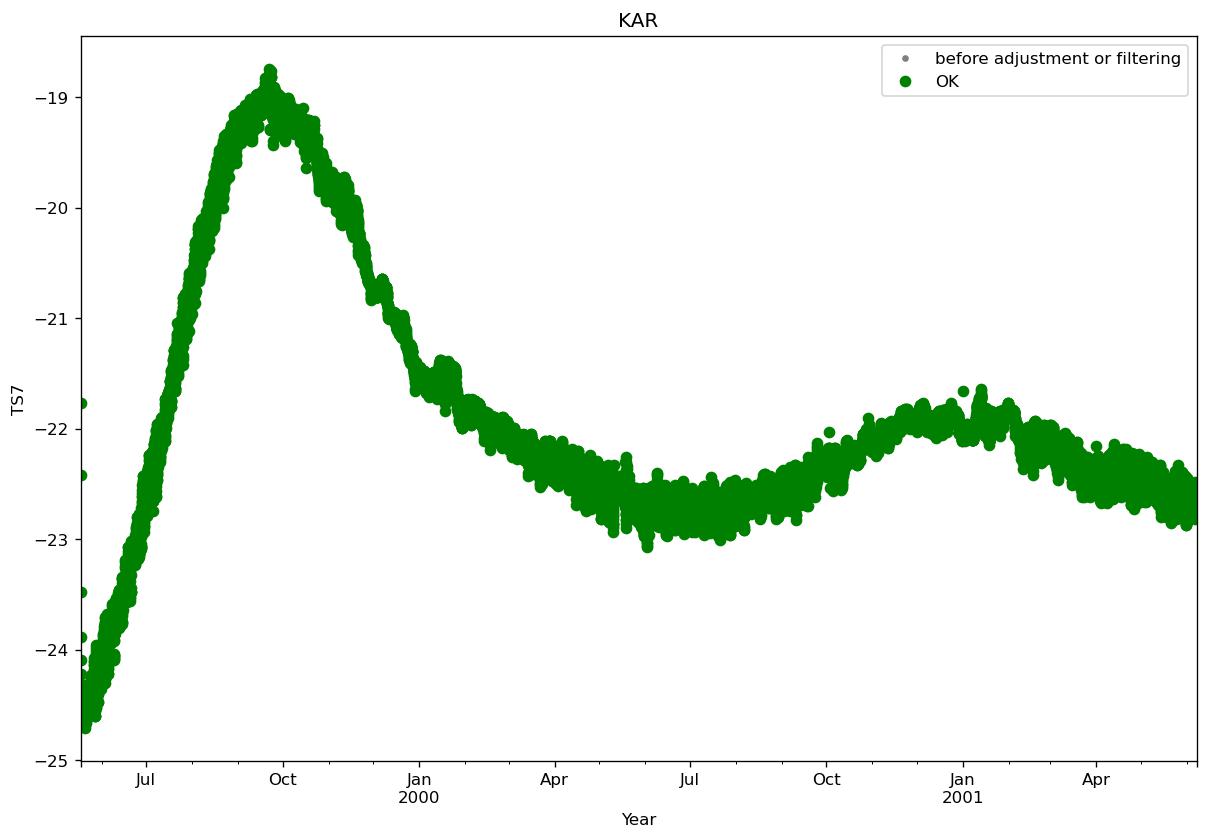 KAR
before adjustment or filtering
OK
TS7
−19
−20
−21
−22
−23
−24
−25
Jul
Oct
Jan
2000
Apr
Jul
Oct
Jan
2001
Apr
Year